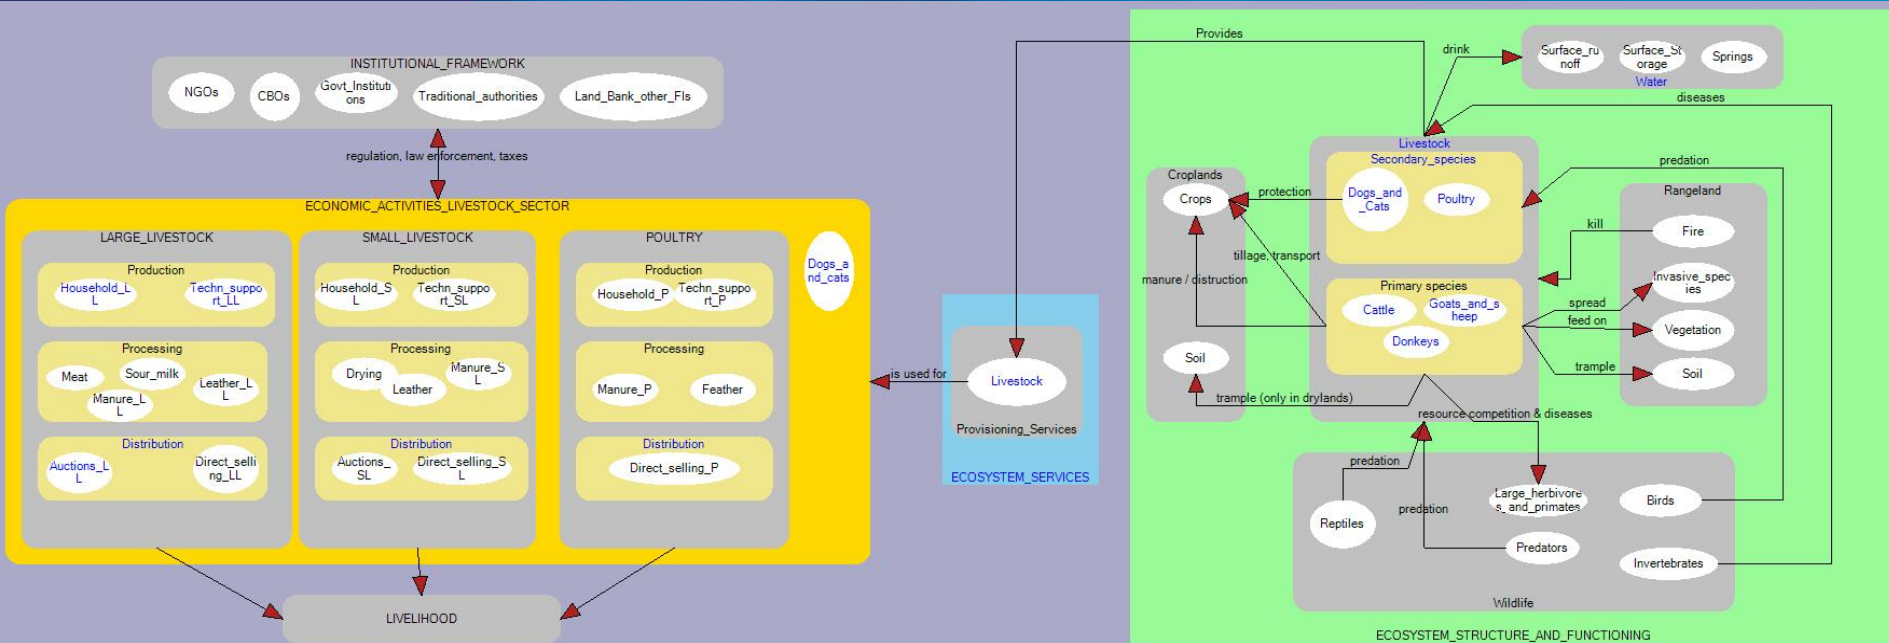 INSTITUTIONAL_FRAMEWORK
NGOs
CBOs
Govt_Instituti
ons
Traditional_authorities
Land_Bank_other_FIs
regulation, law enforcement, taxes
ECONOMIC_ACTIVITIES_LIVESTOCK_SECTOR
LARGE_LIVESTOCK
Production
Household_L
L
Techn_suppo
rt_LL
Processing
Meat
Sour_milk
Manure_L
L
Leather_L
L
Distribution
Auctions_L
L
Direct_selli
ng_LL
SMALL_LIVESTOCK
Production
Household_S
L
Techn_suppo
rt_SL
Processing
Drying
Leather
Manure_S
L
Distribution
Auctions_
SL
Direct_selling_S
L
POULTRY
Production
Household_P
Techn_suppo
rt_P
Processing
Manure_P
Feather
Distribution
Direct_selling_P
Dogs_a
nd_cats
LIVELIHOOD
is used for
Livestock
Provisioning_Services
ECOSYSTEM_SERVICES
Provides
drink
Surface_ru
noff
Surface_St
orage
Springs
Water
diseases
Livestock
Secondary_species
Dogs_and
_Cats
Poultry
Primary species
Cattle
Goats_and_s
heep
Donkeys
Croplands
Crops
Soil
protection
tillage, transport
manure / distruction
trample (only in drylands)
predation
Rangeland
Fire
Invasive_spec
ies
Vegetation
Soil
kill
spread
feed on
trample
resource competition & diseases
predation
predation
Reptiles
Large_herbivore
s_and_primates
Birds
Predators
Invertebrates
Wildlife
ECOSYSTEM_STRUCTURE_AND_FUNCTIONING